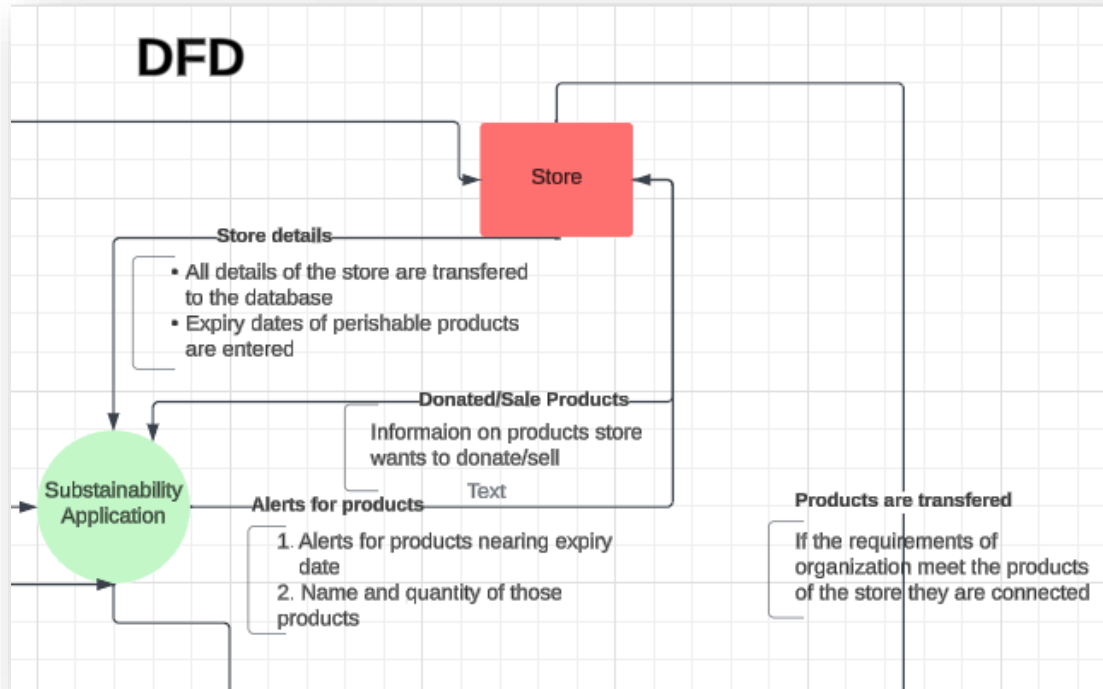 DFD
Store
Store details
• All details of the store are transfered
to the database
• Expiry dates of perishable products
are entered
Donated/Sale Products
Informaion on products store
wants to donate/sell
Text
Substainability
Application
Alerts for products
1. Alerts for products nearing expiry
date
2. Name and quantity of those
products
Products are transfered
If the requirements of
organization meet the products
of the store they are connected